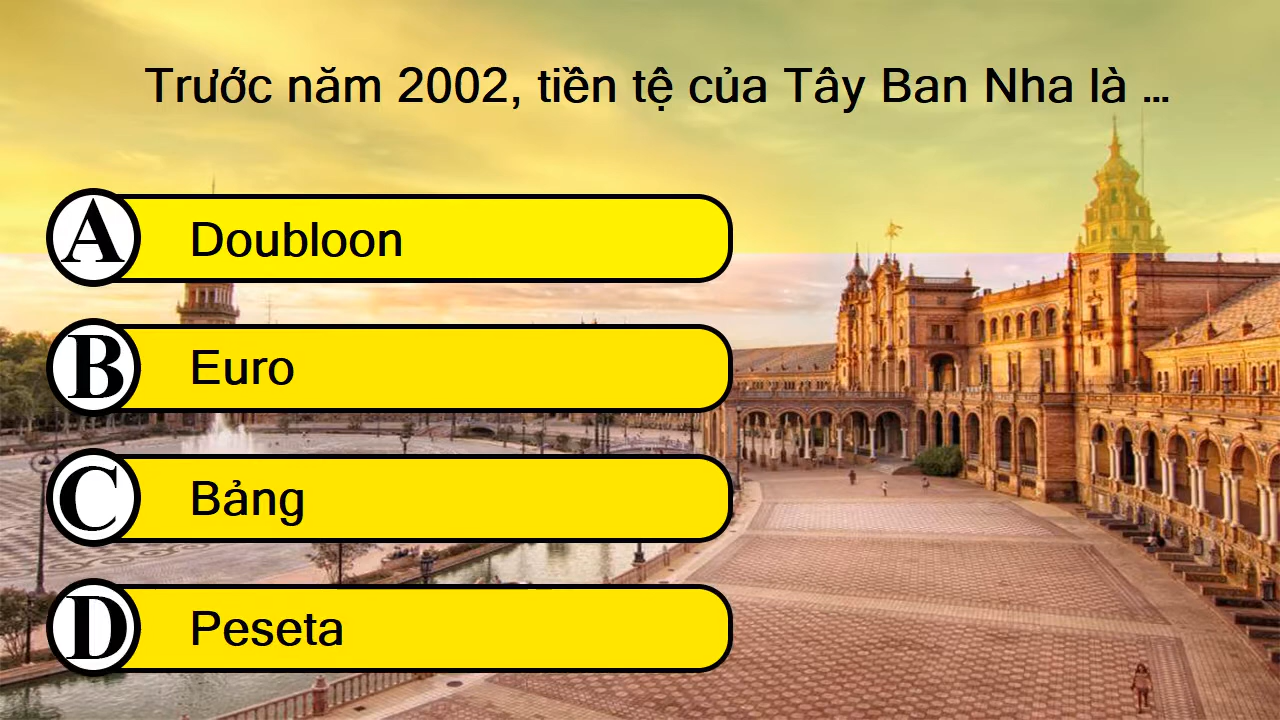 Trước năm 2002, tiền tệ của Tây Ban Nha là ...
A Doubloon
B Euro
C Bảng
D Peseta